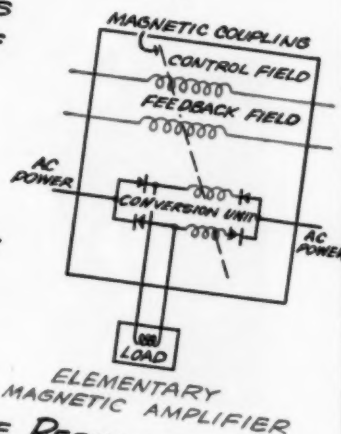 S
MAGNETIC COUPLING
CONTROL FIELD
FEEDBACK FIELD
AC
POWER
CONVERSION UNIT
AC
POWER
LOAD
ELEMENTARY
MAGNETIC AMPLIFIER